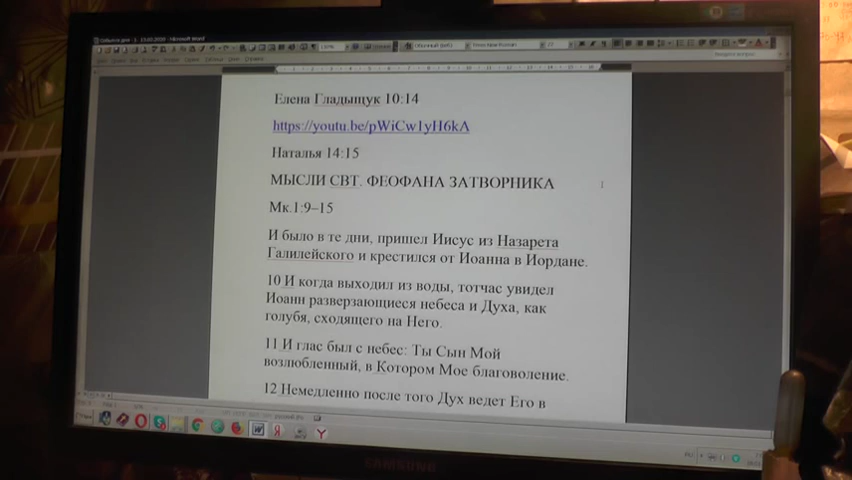 Microsoft Word
Елена Гладыщук 10:14
https://youtu.be/pWiCw1yH6kA
Наталья 14:15
МЫСЛИ СВТ. ФЕОФАНА ЗАТВОРНИКА
Мк.1:9–15
И было в те дни, пришел Иисус из Назарета
Галилейского и крестился от Иоанна в Иордане.
10 И когда выходил из воды, тотчас увидел
Иоанн разверзающиеся небеса и Духа, как
голубя, сходящего на Него.
11 И глас был с небес: Ты Сын Мой
возлюбленный, в Котором Мое благоволение.
12 Немедленно после того Дух ведет Его в
SAMSUNG